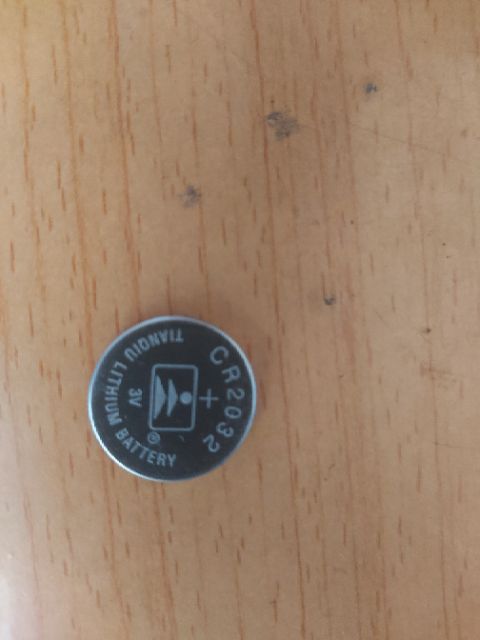 CR2032
+
®
3V
TIANQIU LITHIUM BATTERY